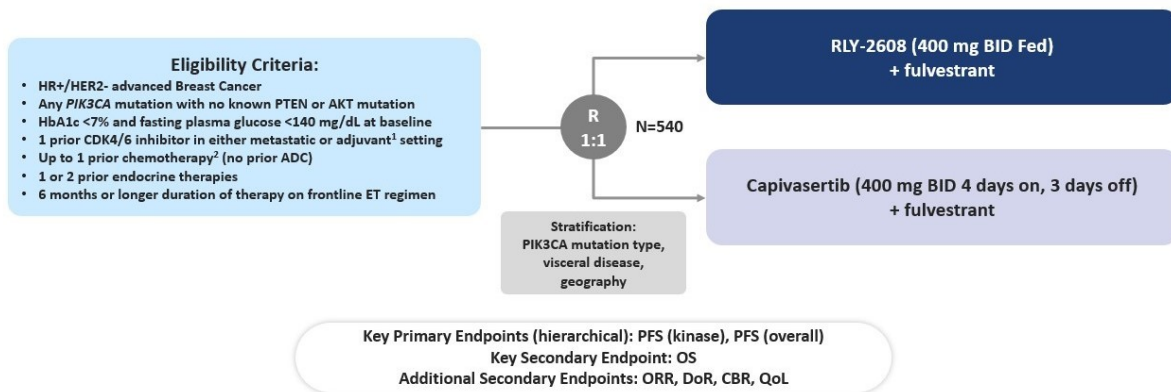 Eligibility Criteria:
• HR+/HER2- advanced Breast Cancer
• Any PIK3CA mutation with no known PTEN or AKT mutation
• HbA1c <7% and fasting plasma glucose <140 mg/dL at baseline
• 1 prior CDK4/6 inhibitor in either metastatic or adjuvant¹ setting
• Up to 1 prior chemotherapy² (no prior ADC)
• 1 or 2 prior endocrine therapies
• 6 months or longer duration of therapy on frontline ET regimen
R
1:1
N=540
Stratification:
PIK3CA mutation type,
visceral disease,
geography
RLY-2608 (400 mg BID Fed)
+ fulvestrant
Capivasertib (400 mg BID 4 days on, 3 days off)
+ fulvestrant
Key Primary Endpoints (hierarchical): PFS (kinase), PFS (overall)
Key Secondary Endpoint: OS
Additional Secondary Endpoints: ORR, DoR, CBR, QoL